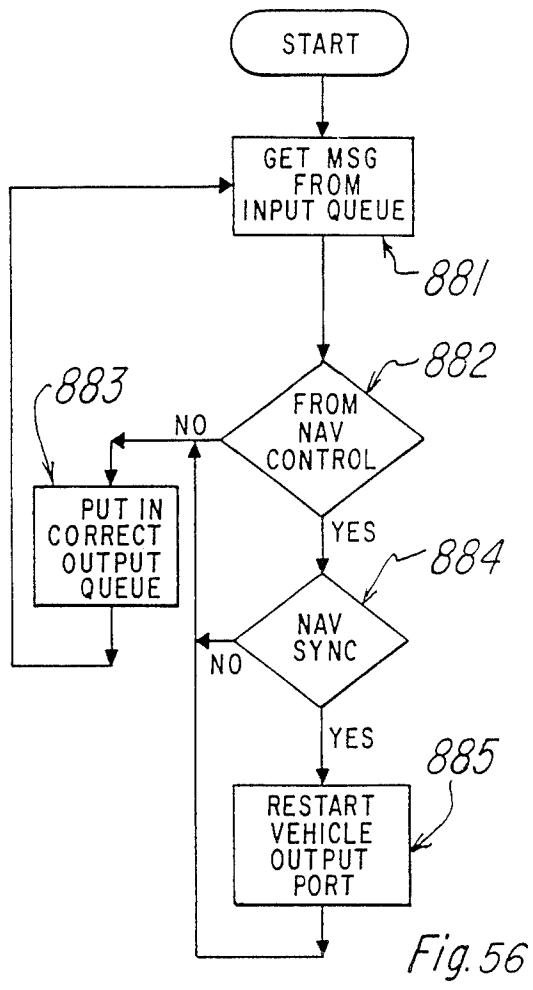 START
GET MSG
FROM
INPUT QUEUE
881
882
FROM
NAV
CONTROL
883
NO
PUT IN
CORRECT
OUTPUT
QUEUE
YES
884
NAV
SYNC
NO
YES
885
RESTART
VEHICLE
OUTPUT
PORT
Fig. 56